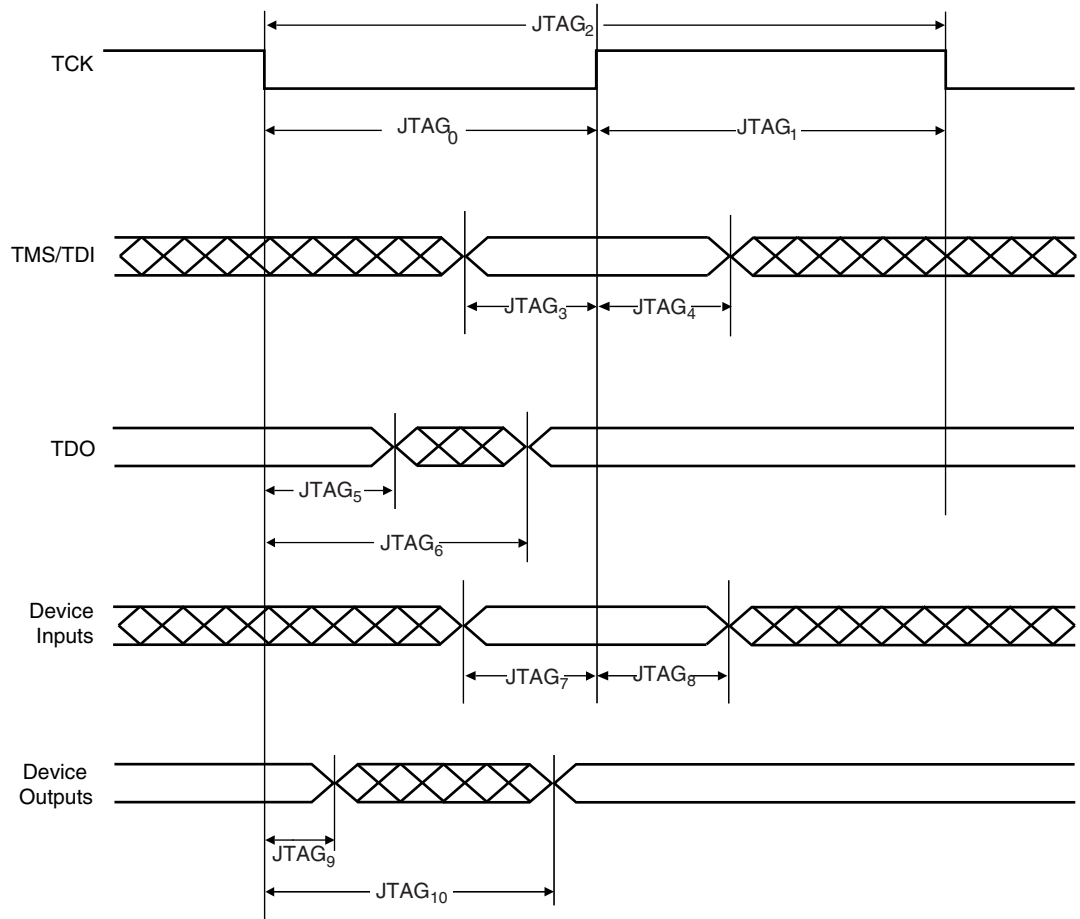 JTAG₂
TCK
JTAG₀
JTAG₁
TMS/TDI
JTAG₃
JTAG₄
TDO
JTAG₅
JTAG₆
Device
Inputs
JTAG₇
JTAG₈
Device
Outputs
JTAG₉
JTAG₁₀